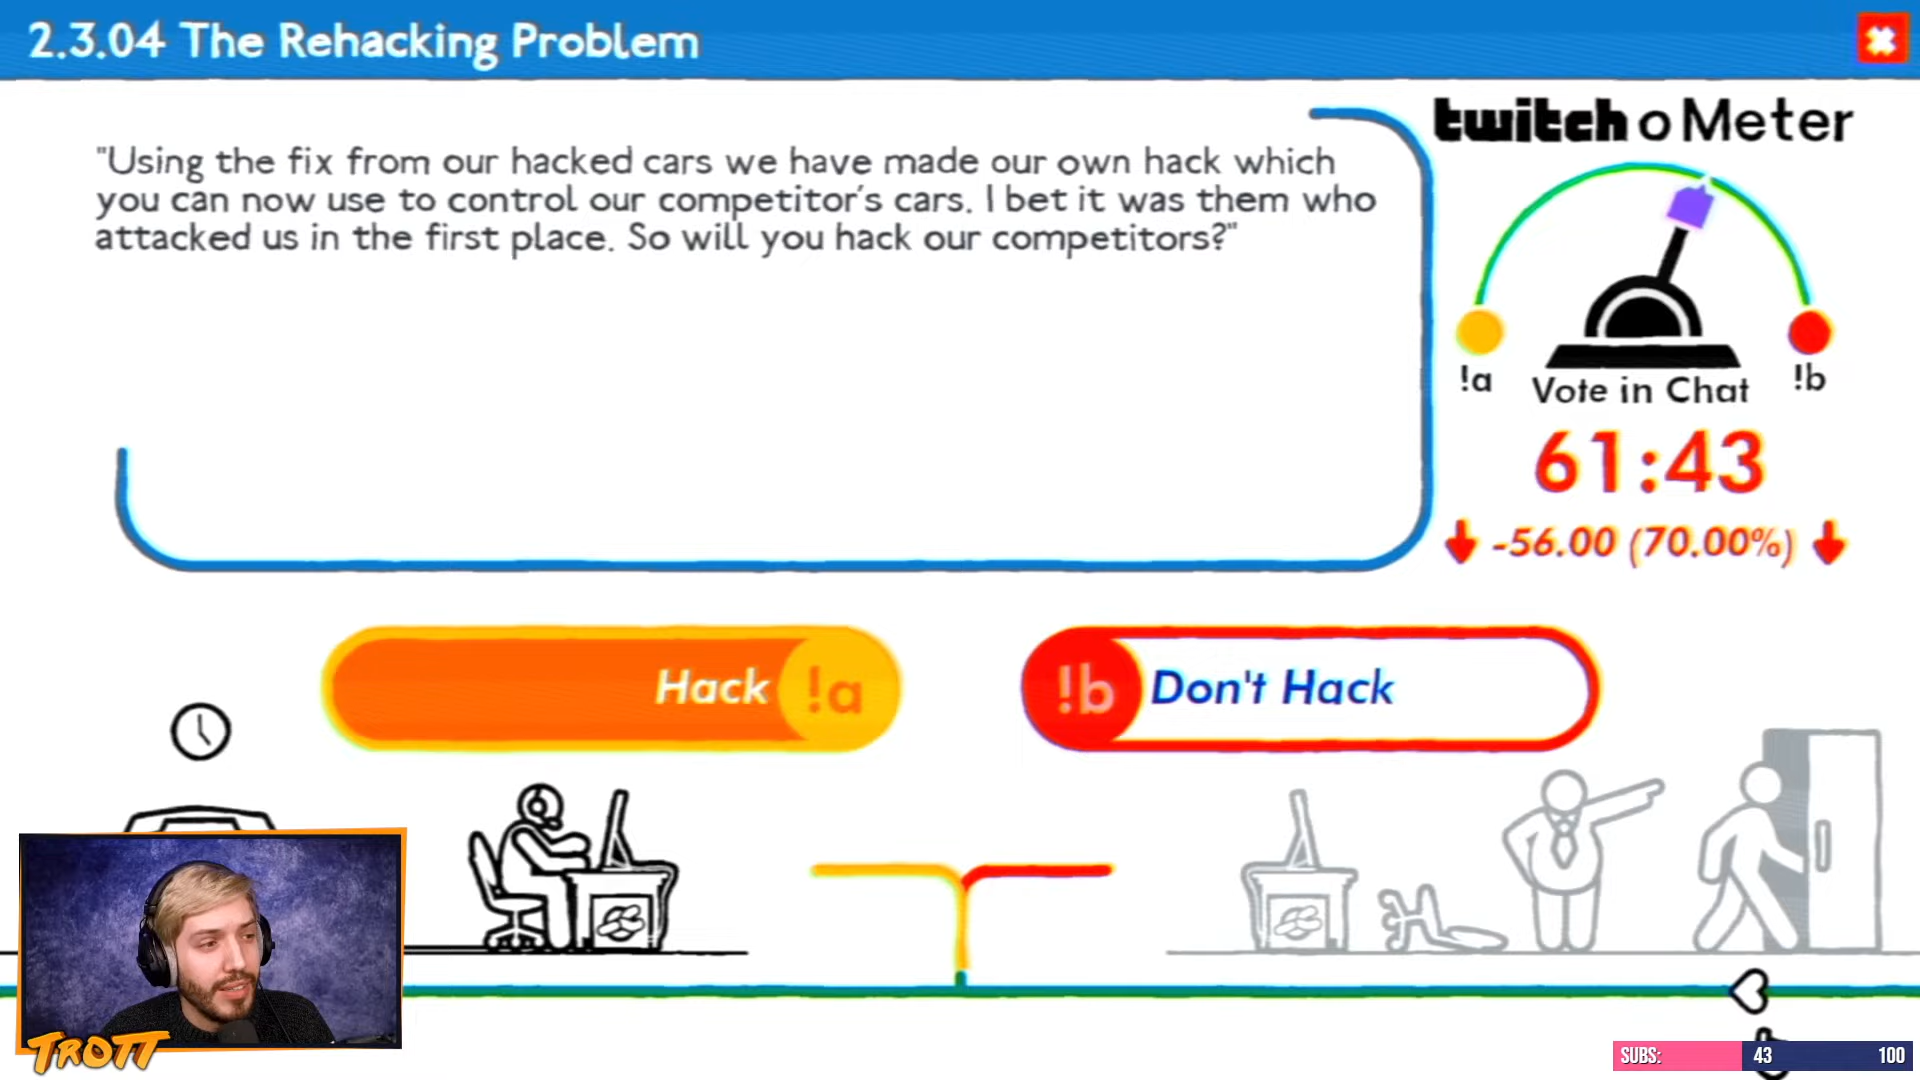 2.3.04 The Rehacking Problem
"Using the fix from our hacked cars we have made our own hack which
you can now use to control our competitor's cars. I bet it was them who
attacked us in the first place. So will you hack our competitors?"
twitch o Meter
!a
Vote in Chat
!b
61:43
-56.00 (70.00%)
Hack !a
!b Don't Hack
TROTT
SUBS: 43 100